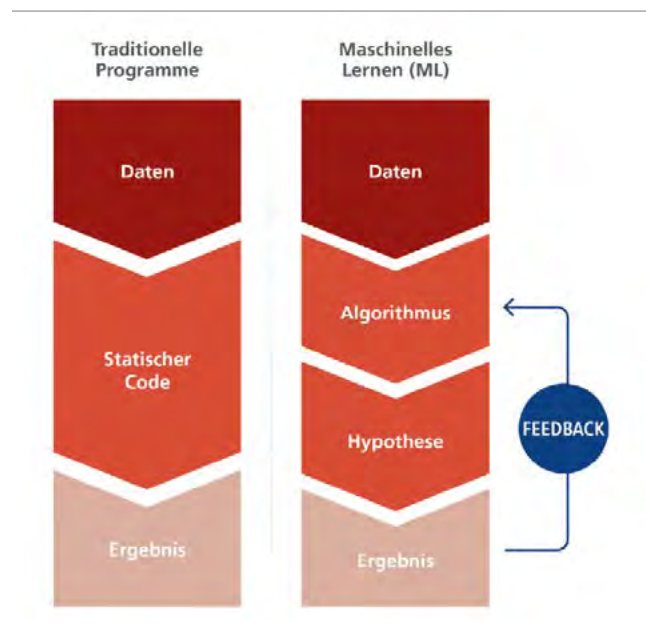 Traditionelle
Programme
Daten
Statischer
Code
Ergebnis
Maschinelles
Lernen (ML)
Daten
Algorithmus
Hypothese
Ergebnis
FEEDBACK